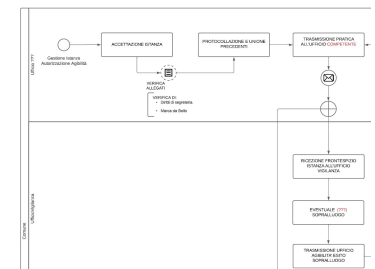 ACCETTAZIONE ISTANZA
PROTOCOLLAZIONE E UNIONE
PRECEDENTI
TRASMISSIONE PRATICA
ALL'UFFICIO COMPETENTE
Gestione Istanze
Autorizzazione Agibilità
VERIFICA
ALLEGATI
VERIFICA DI:
• Diritti di segreteria
• Marca da Bollo
Ufficio ???
RICEZIONE FRONTESPIZIO
ISTANZA ALL'UFFICIO
VIGILANZA
EVENTUALE (???)
SOPRALLUOGO
TRASMISSIONE UFFICIO
AGIBILITA' ESITO
SOPRALLUOGO
Comune
UfficioVigilanza